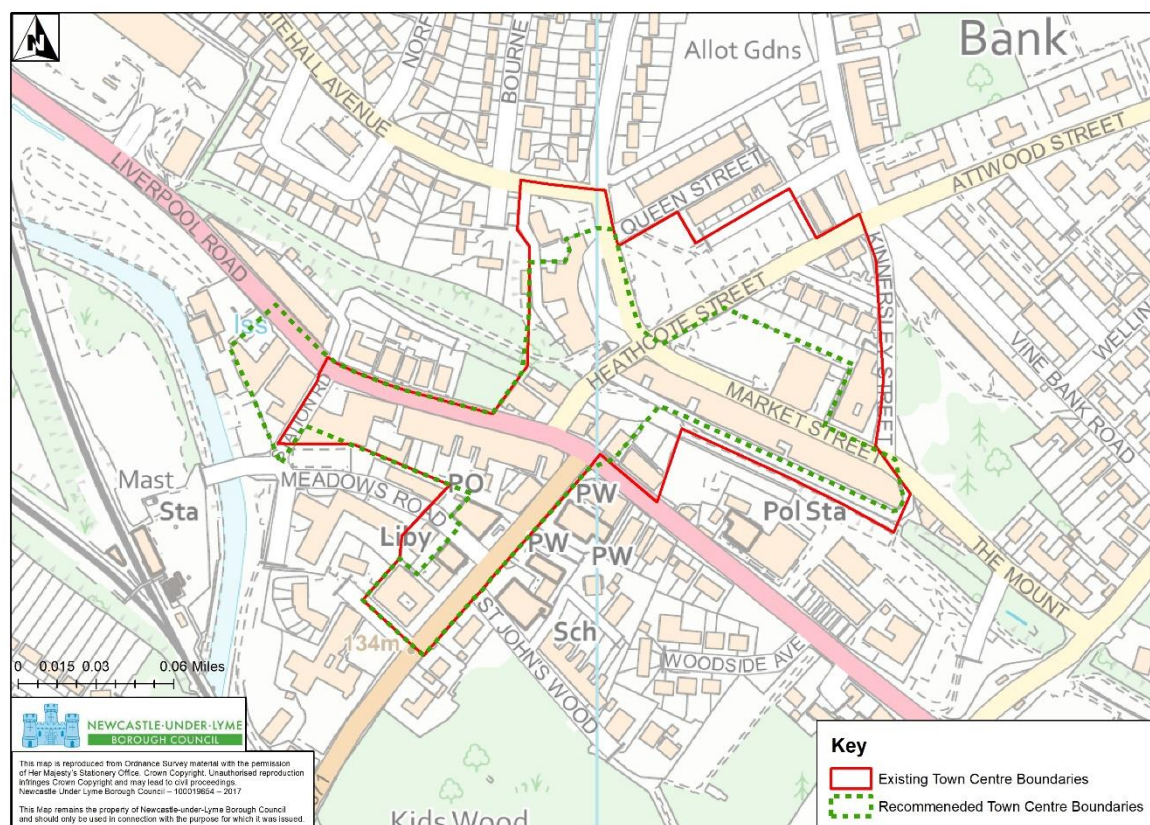 N
TEHALL AVENUE
NORF
BOURNE
Allot Gdns
Bank
LIVERPOOL ROAD
QUEEN STREET
ATTWOOD STREET
KINNERSLEY STREET
Iss
HEATHCOTE STREET
VINE BANK ROAD
WELLIN
STATION RD
MARKET STREET
Mast
Sta
MEADOWS ROAD
PO
PW
Pol Sta
Liby
PW
PW
THE MOUNT
ST JOHN'S WOOD
Sch
134m
WOODSIDE AVE
0 0.015 0.03 0.06 Miles
NEWCASTLE-UNDER-LYME
BOROUGH COUNCIL
This map is reproduced from Ordnance Survey material with the permission
of Her Majesty's Stationery Office. Crown Copyright. Unauthorised reproduction
infringes Crown Copyright and may lead to civil proceedings.
Newcastle Under Lyme Borough Council – 100019654 – 2017
This Map remains the property of Newcastle-under-Lyme Borough Council
and should only be used in connection with the purpose for which it was issued.
Kids Wood
Key
Existing Town Centre Boundaries
Recommeneded Town Centre Boundaries